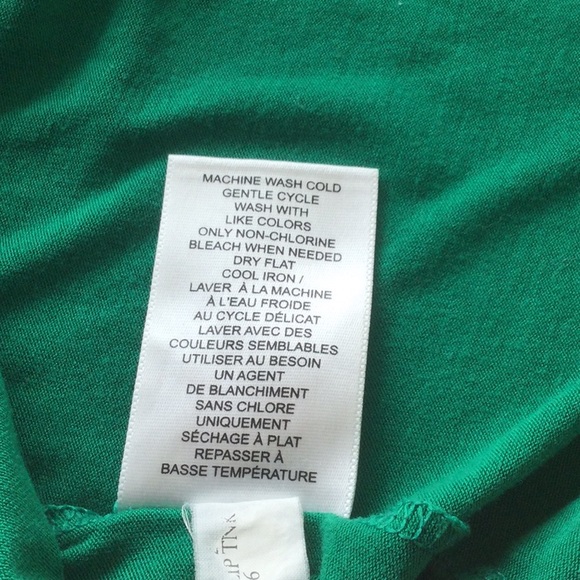 MACHINE WASH COLD
GENTLE CYCLE
WASH WITH
LIKE COLORS
ONLY NON-CHLORINE
BLEACH WHEN NEEDED
DRY FLAT
COOL IRON /
LAVER À LA MACHINE
À L'EAU FROIDE
AU CYCLE DÉLICAT
LAVER AVEC DES
COULEURS SEMBLABLES
UTILISER AU BESOIN
UN AGENT
DE BLANCHIMENT
SANS CHLORE
UNIQUEMENT
SÉCHAGE À PLAT
REPASSER À
BASSE TEMPÉRATURE